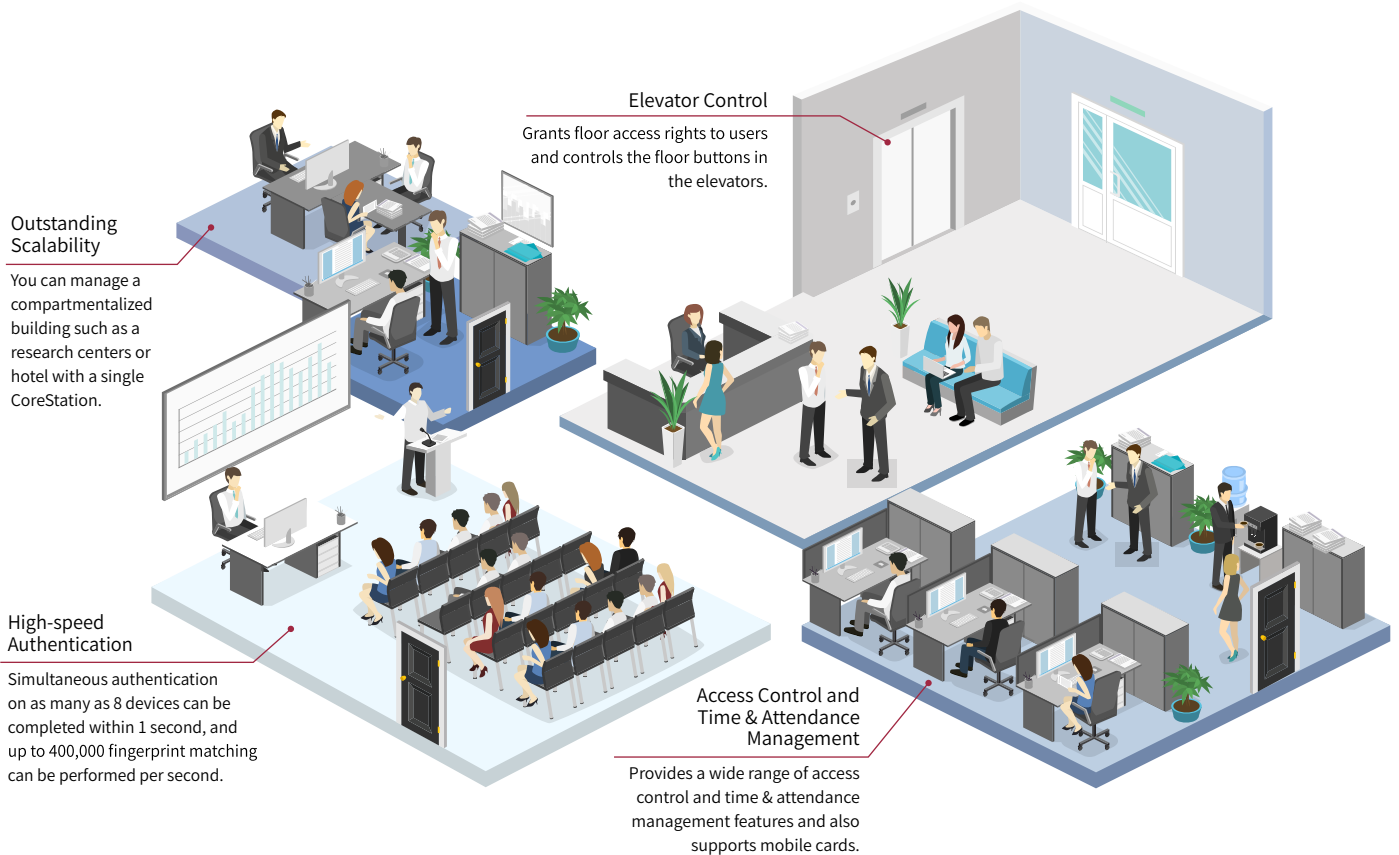 Elevator Control
Grants floor access rights to users
and controls the floor buttons in
the elevators.
Outstanding
Scalability
You can manage a
compartmentalized
building such as a
research centers or
hotel with a single
CoreStation.
High-speed
Authentication
Simultaneous authentication
on as many as 8 devices can be
completed within 1 second, and
up to 400,000 fingerprint matching
can be performed per second.
Access Control and
Time & Attendance
Management
Provides a wide range of access
control and time & attendance
management features and also
supports mobile cards.